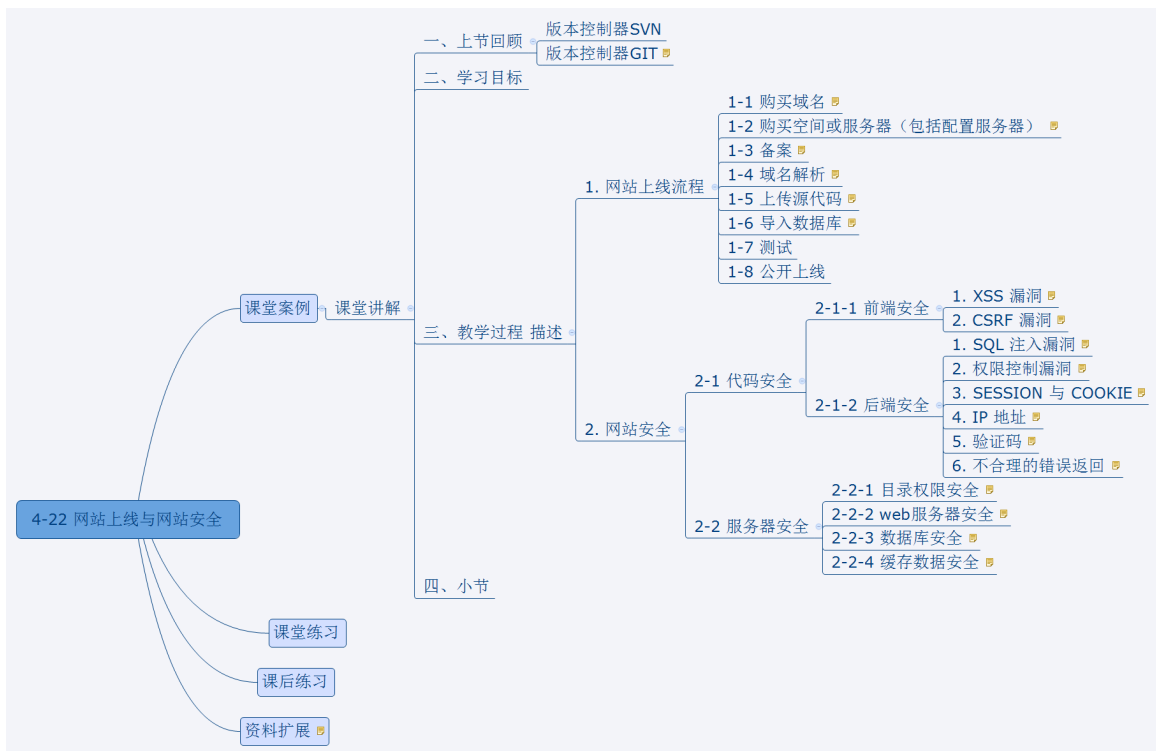 4-22 网站上线与网站安全
课堂案例
课堂讲解
一、上节回顾
版本控制器SVN
版本控制器GIT
二、学习目标
三、教学过程 描述
1. 网站上线流程
1-1 购买域名
1-2 购买空间或服务器（包括配置服务器）
1-3 备案
1-4 域名解析
1-5 上传源代码
1-6 导入数据库
1-7 测试
1-8 公开上线
2. 网站安全
2-1 代码安全
2-1-1 前端安全
1. XSS 漏洞
2. CSRF 漏洞
2-1-2 后端安全
1. SQL 注入漏洞
2. 权限控制漏洞
3. SESSION 与 COOKIE
4. IP 地址
5. 验证码
6. 不合理的错误返回
2-2 服务器安全
2-2-1 目录权限安全
2-2-2 web服务器安全
2-2-3 数据库安全
2-2-4 缓存数据安全
四、小节
课堂练习
课后练习
资料扩展